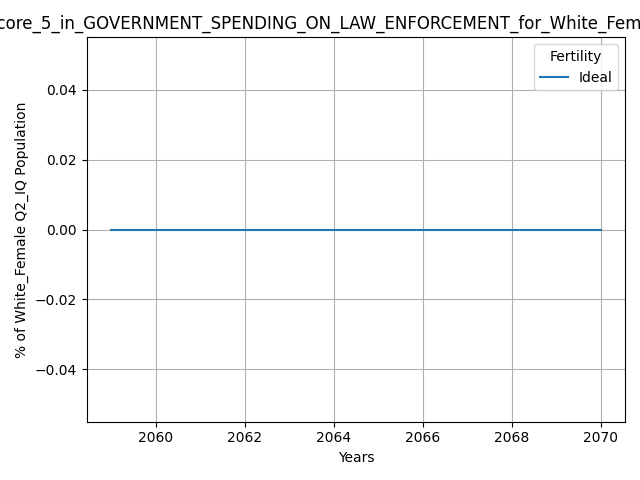 core_5_in_GOVERNMENT_SPENDING_ON_LAW_ENFORCEMENT_for_White_Fem
Fertility
Ideal
% of White_Female Q2_IQ Population
0.04
0.02
0.00
−0.02
−0.04
2060 2062 2064 2066 2068 2070
Years